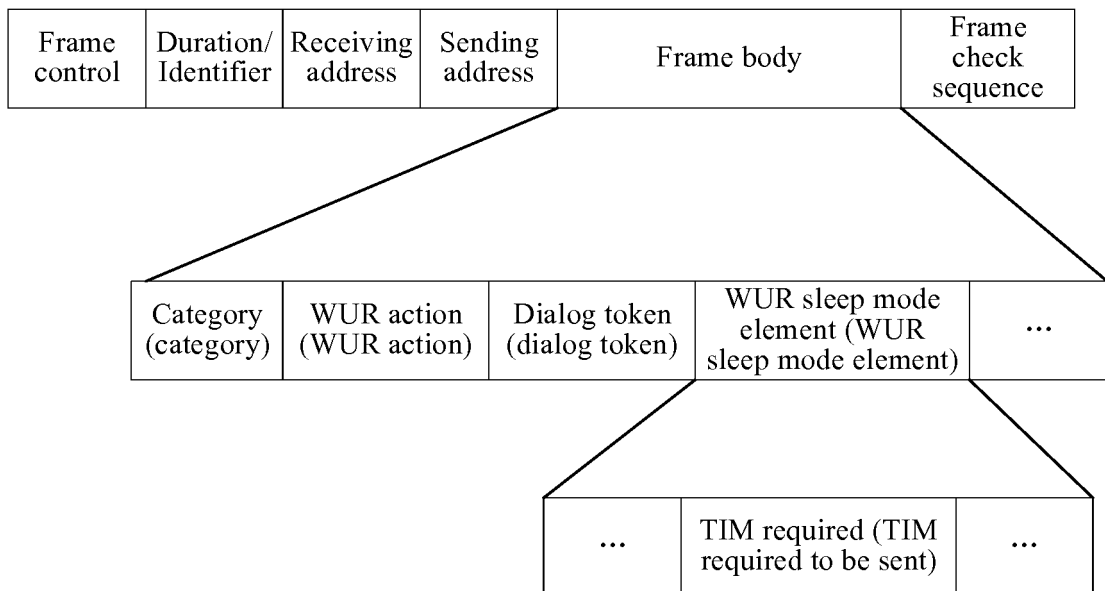 Frame
control
Duration/
Identifier
Receiving
address
Sending
address
Frame body
Frame
check
sequence
Category
(category)
WUR action
(WUR action)
Dialog token
(dialog token)
WUR sleep mode
element (WUR
sleep mode element)
...
...
TIM required (TIM
required to be sent)
...